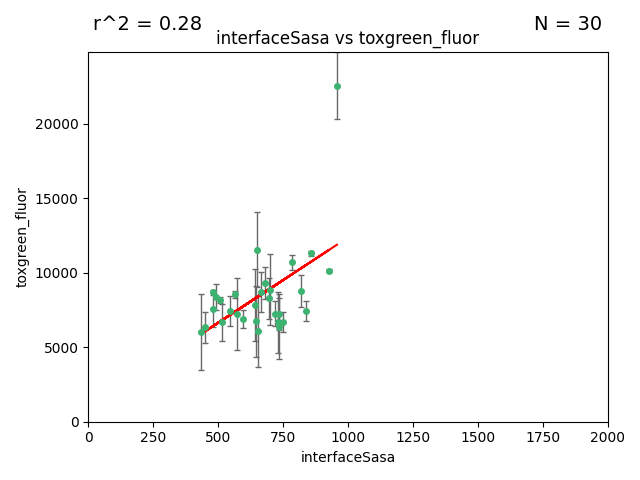 r^2 = 0.28
N = 30
interfaceSasa vs toxgreen_fluor
20000
15000
10000
5000
0
toxgreen_fluor
0 250 500 750 1000 1250 1500 1750 2000
interfaceSasa